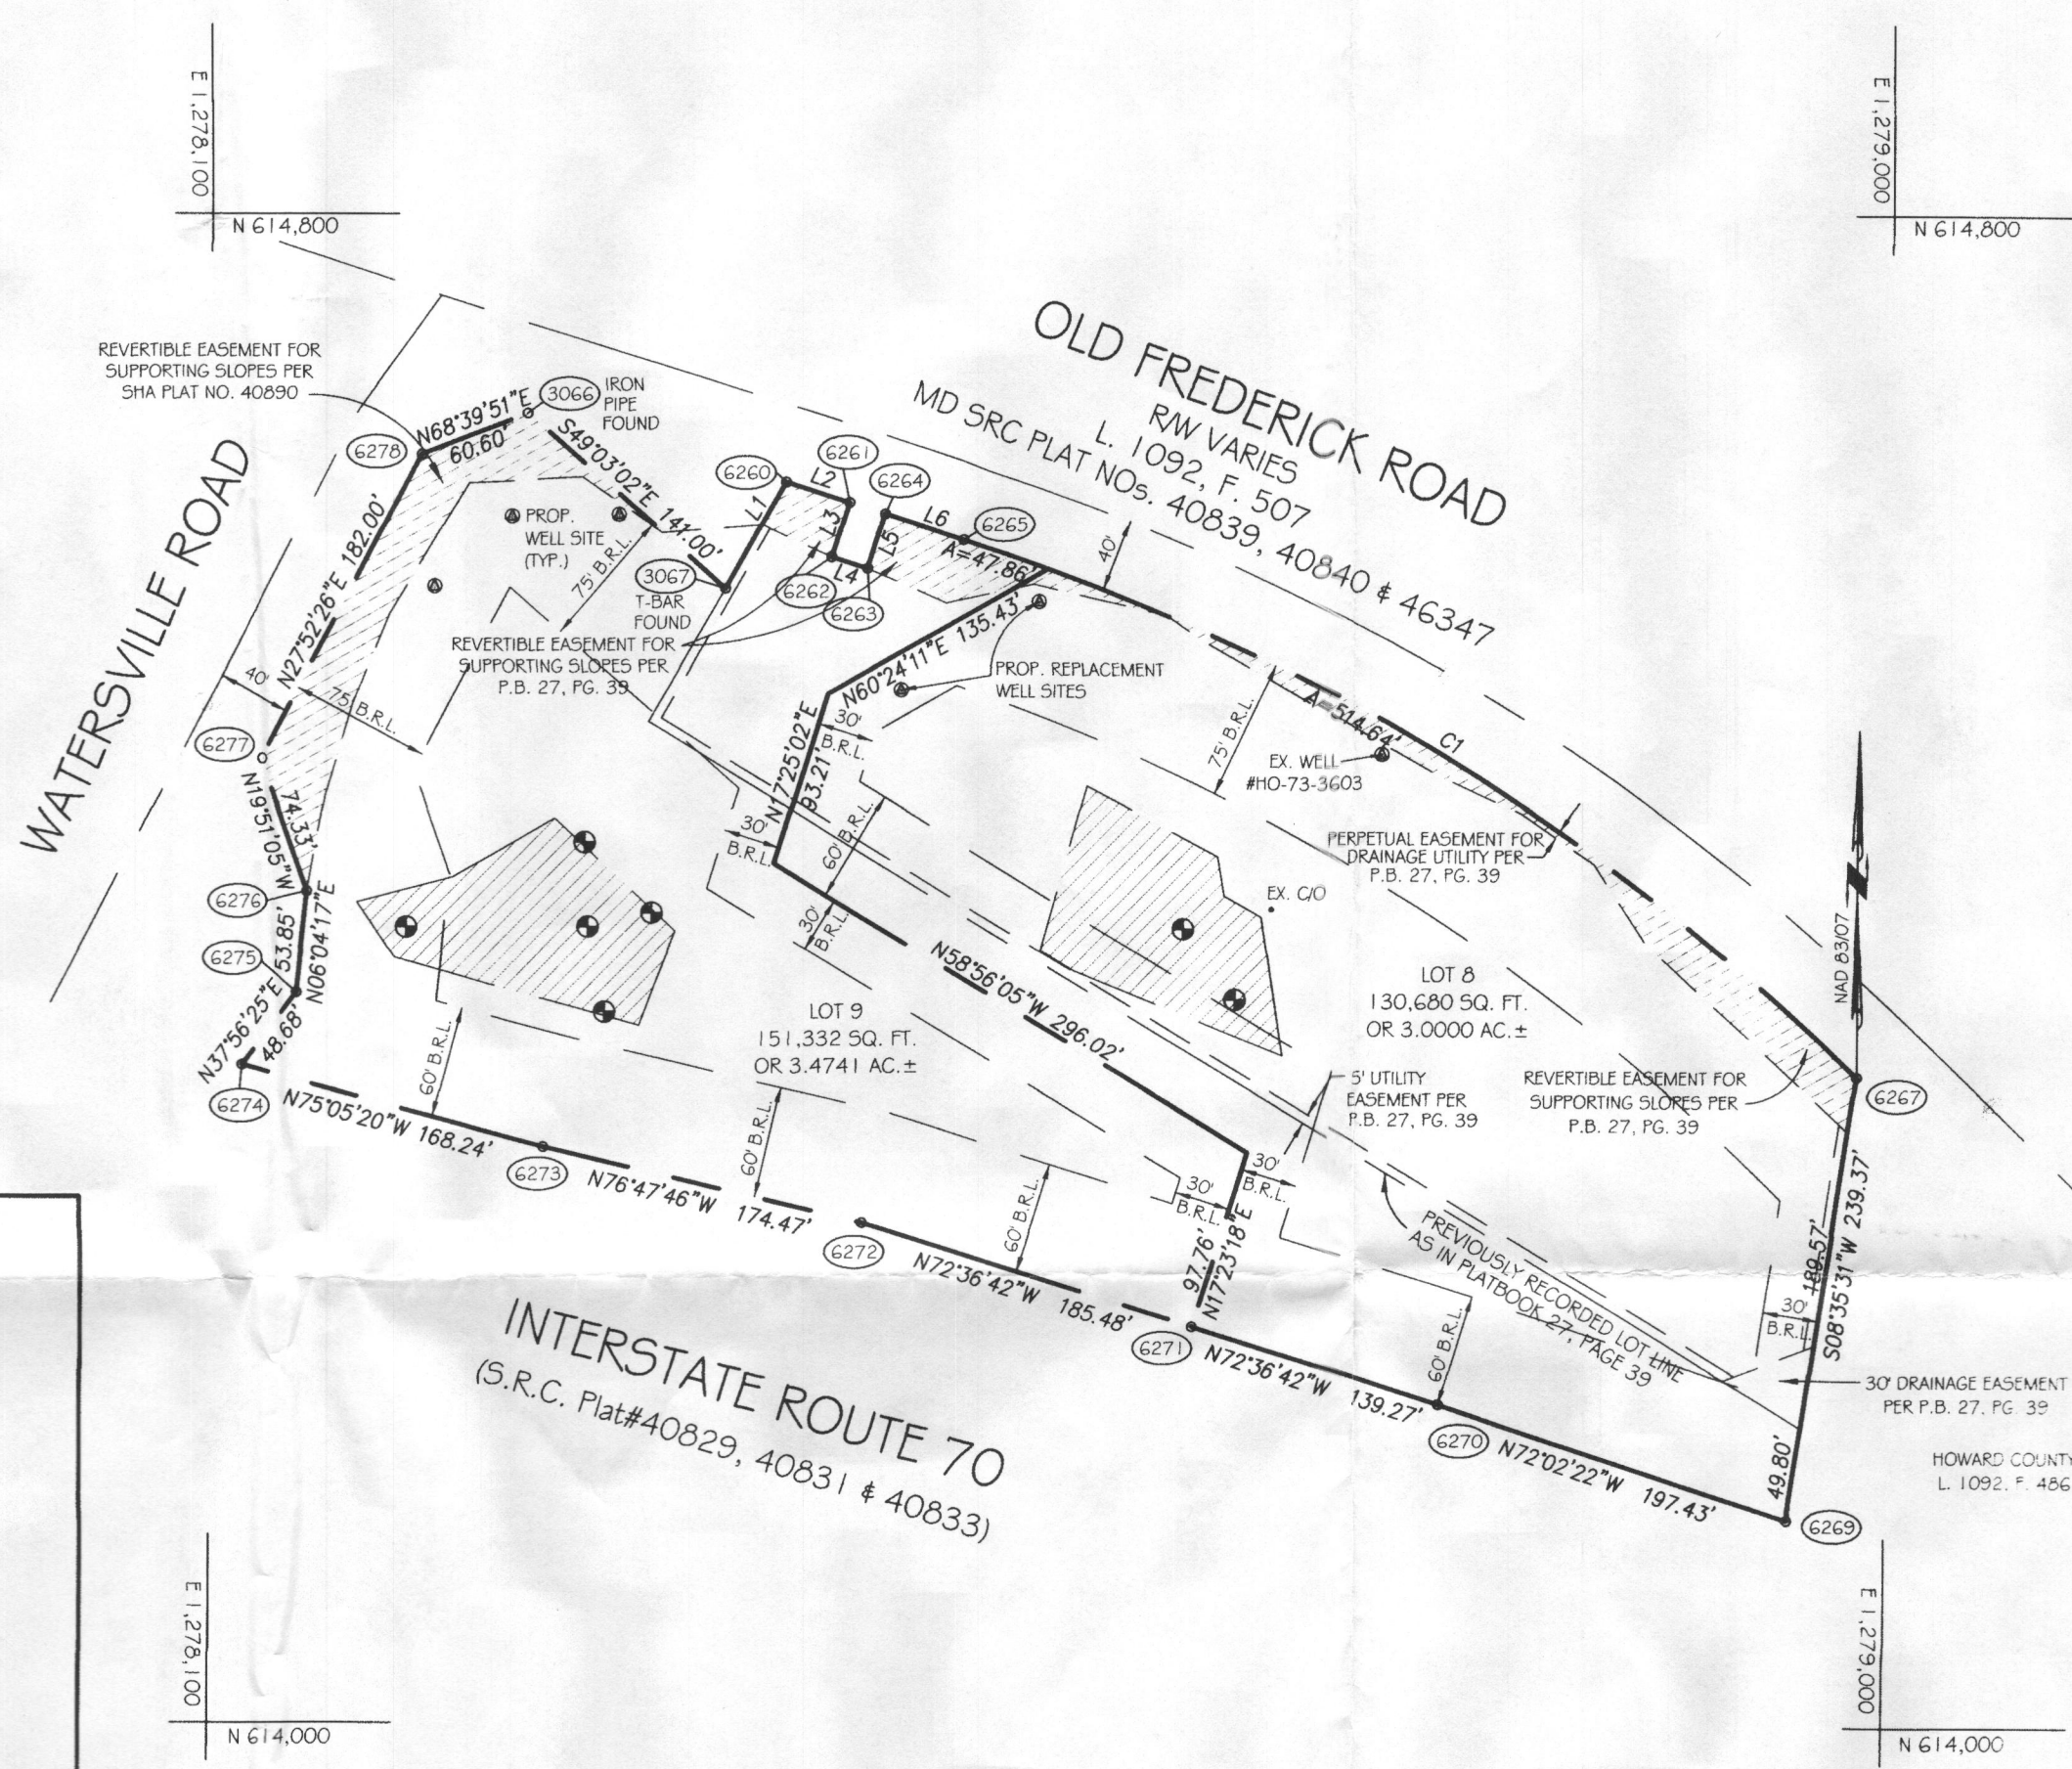 E 1,278,100
N 614,800
E 1,279,000
N 614,800
REVERTIBLE EASEMENT FOR
SUPPORTING SLOPES PER
SHA PLAT NO. 40890
WATERSVILLE ROAD
OLD FREDERICK ROAD
R/W VARIES
L. 1092, F. 507
MD SRC PLAT NOs. 40839, 40840 & 46347
6278
N68°39'51"E
60.60'
3066
IRON
PIPE
FOUND
S49°03'02"E 141.00'
6260
L1
L2
6261
L3
6264
L5
L6
6265
A=47.86'
L4
6262
6263
3067
T-BAR
FOUND
PROP.
WELL SITE
(TYP.)
75' B.R.L.
40'
N27°52'26"E 182.00'
40'
75' B.R.L.
REVERTIBLE EASEMENT FOR
SUPPORTING SLOPES PER
P.B. 27, PG. 39
N60°24'11"E 135.43'
PROP. REPLACEMENT
WELL SITES
30'
B.R.L.
N17°25'02"E
93.21'
30'
B.R.L.
60' B.R.L.
30'
B.R.L.
75' B.R.L.
A=514.64'
C1
EX. WELL
#HO-73-3603
PERPETUAL EASEMENT FOR
DRAINAGE UTILITY PER
P.B. 27, PG. 39
EX. C/O
6277
N19°51'05"W
74.33'
6276
53.85'
N06°04'17"E
6275
N37°56'25"E
48.68'
6274
N75°05'20"W 168.24'
60' B.R.L.
6273
N76°47'46"W 174.47'
60' B.R.L.
6272
N72°36'42"W 185.48'
60' B.R.L.
LOT 9
151,332 SQ. FT.
OR 3.4741 AC.±
N58°56'05"W 296.02'
LOT 8
130,680 SQ. FT.
OR 3.0000 AC.±
NAD 83/07
5' UTILITY
EASEMENT PER
P.B. 27, PG. 39
REVERTIBLE EASEMENT FOR
SUPPORTING SLOPES PER
P.B. 27, PG. 39
6267
30'
B.R.L.
30'
B.R.L.
97.76'
N17°23'18"E
6271
N72°36'42"W 139.27'
60' B.R.L.
6270
N72°02'22"W 197.43'
PREVIOUSLY RECORDED LOT LINE
AS IN PLATBOOK 27, PAGE 39
30'
B.R.L.
189.57'
S08°35'31"W 239.37'
49.80'
6269
30' DRAINAGE EASEMENT
PER P.B. 27, PG. 39
HOWARD COUNTY
L. 1092, F. 486
INTERSTATE ROUTE 70
(S.R.C. Plat#40829, 40831 & 40833)
E 1,278,100
N 614,000
E 1,279,000
N 614,000